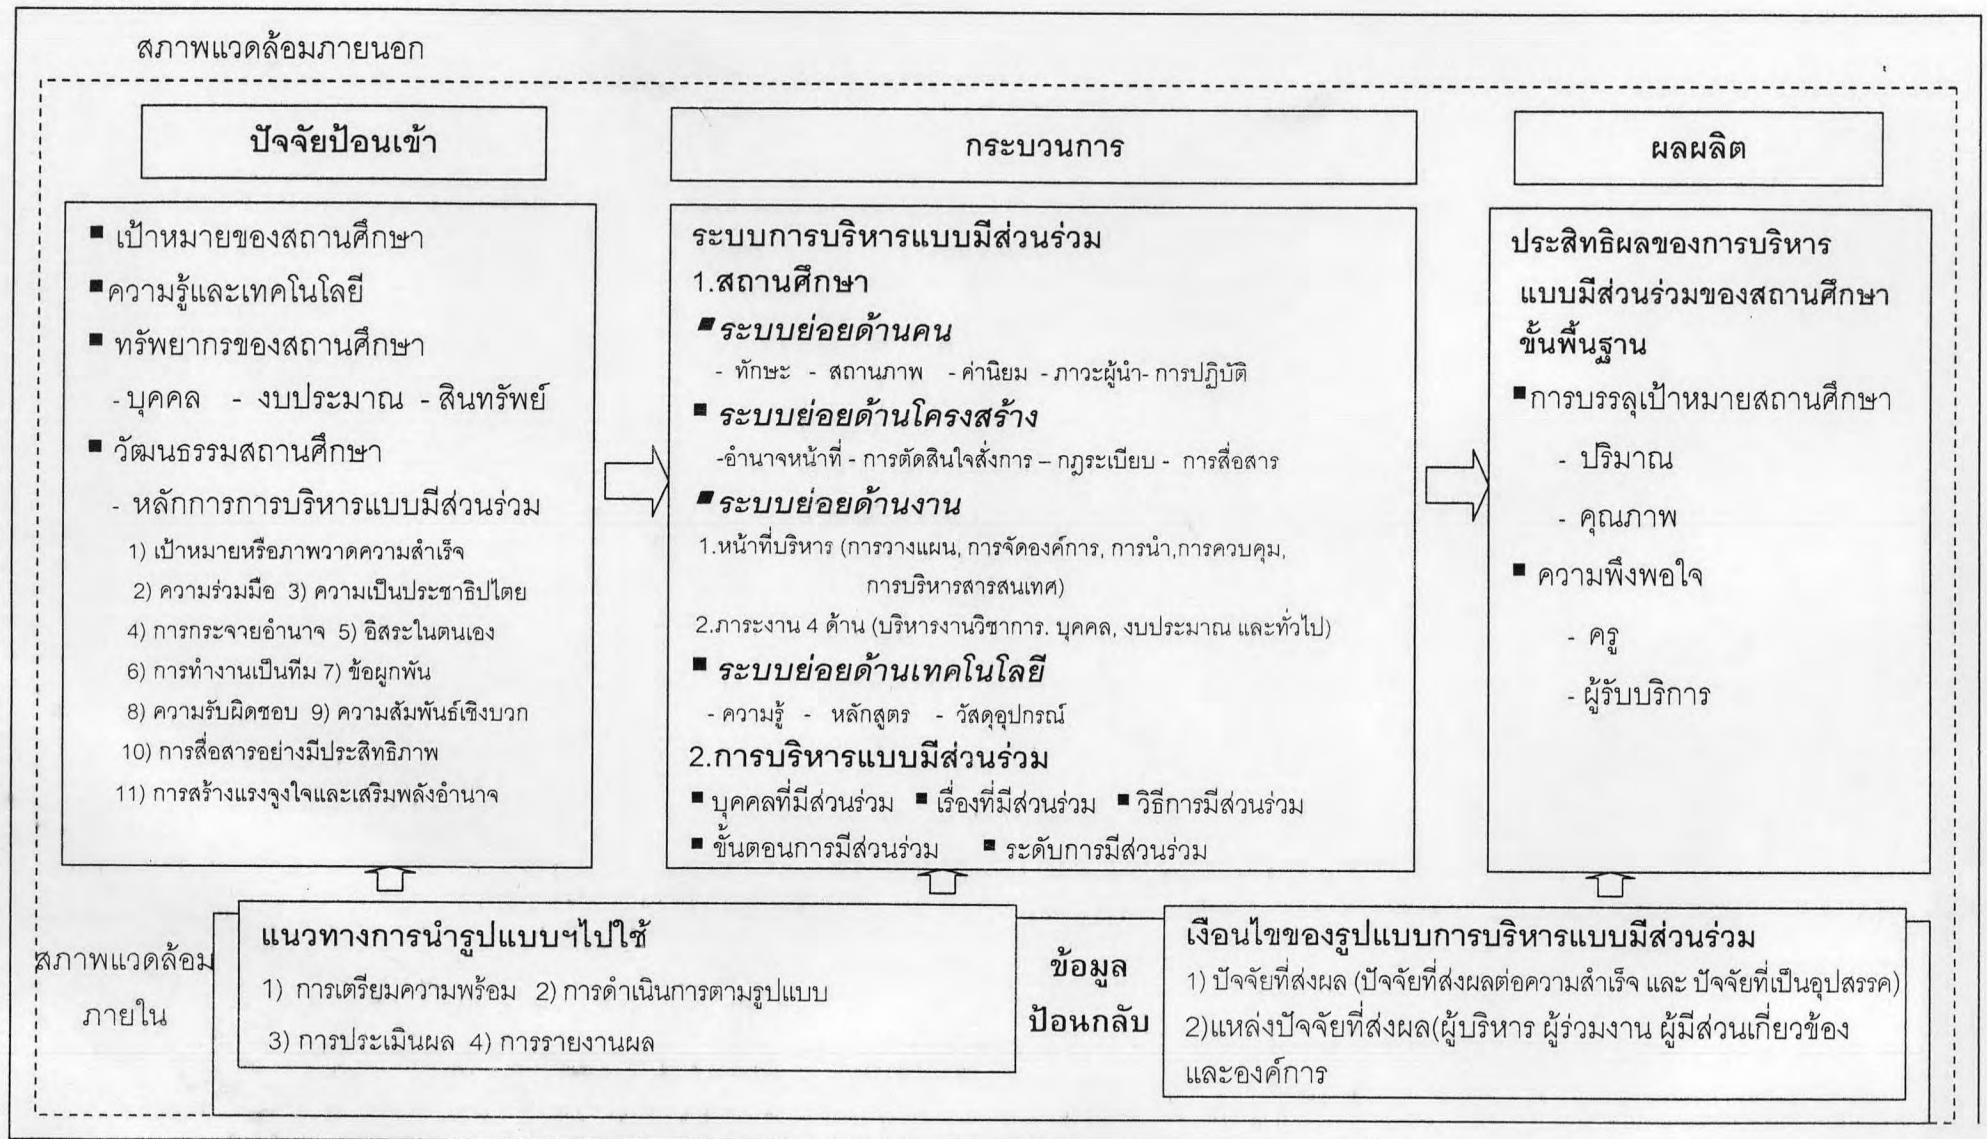 สภาพแวดล้อมภายนอก
ปัจจัยป้อนเข้า
■ เป้าหมายของสถานศึกษา
■ความรู้และเทคโนโลยี
■ ทรัพยากรของสถานศึกษา
- บุคคล - งบประมาณ - สินทรัพย์
■ วัฒนธรรมสถานศึกษา
- หลักการการบริหารแบบมีส่วนร่วม
1) เป้าหมายหรือภาพวาดความสำเร็จ
2) ความร่วมมือ 3) ความเป็นประชาธิปไตย
4) การกระจายอำนาจ 5) อิสระในตนเอง
6) การทำงานเป็นทีม 7) ข้อผูกพัน
8) ความรับผิดชอบ 9) ความสัมพันธ์เชิงบวก
10) การสื่อสารอย่างมีประสิทธิภาพ
11) การสร้างแรงจูงใจและเสริมพลังอำนาจ
กระบวนการ
ระบบการบริหารแบบมีส่วนร่วม
1.สถานศึกษา
■ ระบบย่อยด้านคน
- ทักษะ - สถานภาพ - ค่านิยม - ภาวะผู้นำ- การปฏิบัติ
■ ระบบย่อยด้านโครงสร้าง
-อำนาจหน้าที่ - การตัดสินใจสั่งการ – กฎระเบียบ - การสื่อสาร
■ ระบบย่อยด้านงาน
1.หน้าที่บริหาร (การวางแผน, การจัดองค์การ, การนำ,การควบคุม,
การบริหารสารสนเทศ)
2.ภาระงาน 4 ด้าน (บริหารงานวิชาการ. บุคคล, งบประมาณ และทั่วไป)
■ ระบบย่อยด้านเทคโนโลยี
- ความรู้ - หลักสูตร - วัสดุอุปกรณ์
2.การบริหารแบบมีส่วนร่วม
■ บุคคลที่มีส่วนร่วม ■ เรื่องที่มีส่วนร่วม ■ วิธีการมีส่วนร่วม
■ ขั้นตอนการมีส่วนร่วม ■ ระดับการมีส่วนร่วม
ผลผลิต
ประสิทธิผลของการบริหาร
แบบมีส่วนร่วมของสถานศึกษา
ขั้นพื้นฐาน
■การบรรลุเป้าหมายสถานศึกษา
- ปริมาณ
- คุณภาพ
■ ความพึงพอใจ
- ครู
- ผู้รับบริการ
สภาพแวดล้อม
ภายใน
แนวทางการนำรูปแบบฯไปใช้
1) การเตรียมความพร้อม 2) การดำเนินการตามรูปแบบ
3) การประเมินผล 4) การรายงานผล
ข้อมูล
ป้อนกลับ
เงือนไขของรูปแบบการบริหารแบบมีส่วนร่วม
1) ปัจจัยที่ส่งผล (ปัจจัยที่ส่งผลต่อความสำเร็จ และ ปัจจัยที่เป็นอุปสรรค)
2)แหล่งปัจจัยที่ส่งผล(ผู้บริหาร ผู้ร่วมงาน ผู้มีส่วนเกี่ยวข้อง
และองค์การ